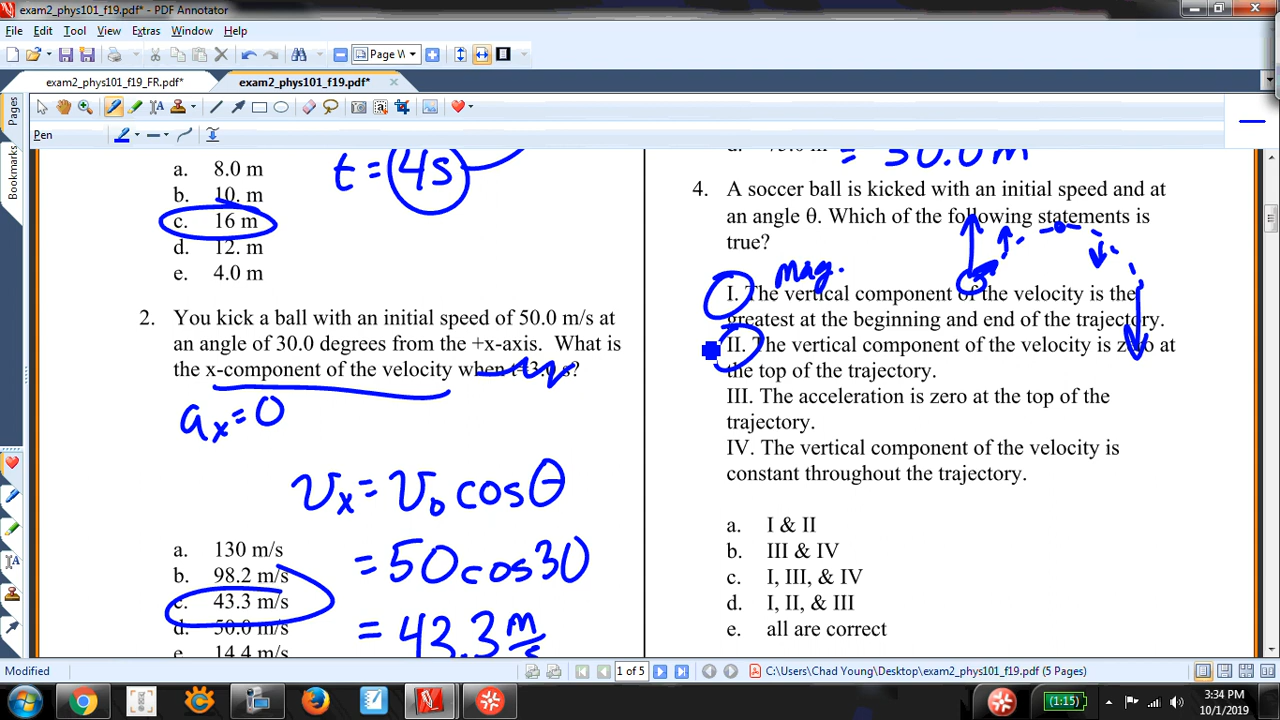 exam2_phys101_f19.pdf* - PDF Annotator
File Edit Tool View Extras Window Help
Page W
exam2_phys101_f19_FR.pdf*
exam2_phys101_f19.pdf*
Pen
Pages
Bookmarks
a. 8.0 m
b. 10. m
c. 16 m
d. 12. m
e. 4.0 m
t = 4s
2. You kick a ball with an initial speed of 50.0 m/s at
an angle of 30.0 degrees from the +x-axis. What is
the x-component of the velocity when t=3.0 s?
ax = 0
vx = v0 cosθ
= 50 cos30
= 43.3 m/s
a. 130 m/s
b. 98.2 m/s
c. 43.3 m/s
d. 50.0 m/s
e. 14.4 m/s
= 50.0m
4. A soccer ball is kicked with an initial speed and at
an angle θ. Which of the following statements is
true?
mag.
I. The vertical component of the velocity is the
greatest at the beginning and end of the trajectory.
II. The vertical component of the velocity is zero at
the top of the trajectory.
III. The acceleration is zero at the top of the
trajectory.
IV. The vertical component of the velocity is
constant throughout the trajectory.
a. I & II
b. III & IV
c. I, III, & IV
d. I, II, & III
e. all are correct
Modified
1 of 5
C:\Users\Chad Young\Desktop\exam2_phys101_f19.pdf (5 Pages)
(1:15)
3:34 PM
10/1/2019